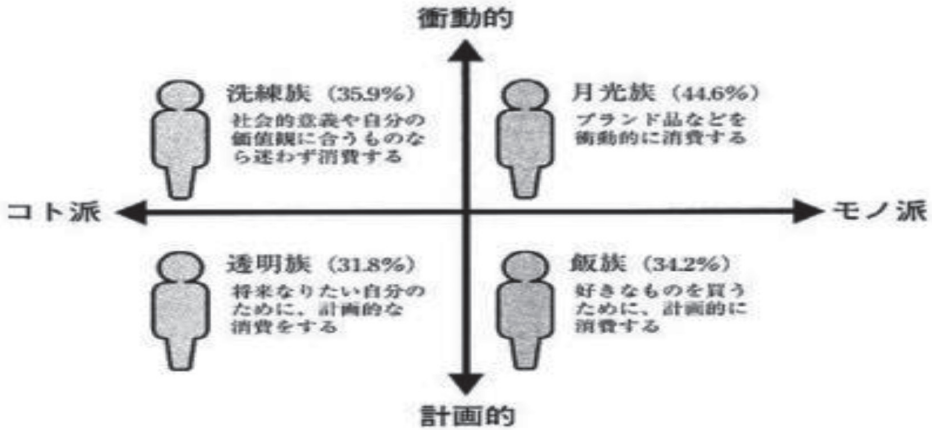 衝動的
洗練族（35.9%）
社会的意義や自分の
価値観に合うものな
ら迷わず消費する
月光族（44.6%）
ブランド品などを
衝動的に消費する
コト派
モノ派
透明族（31.8%）
将来なりたい自分の
ために、計画的な
消費をする
飯族（34.2%）
好きなものを買う
ために、計画的に
消費する
計画的